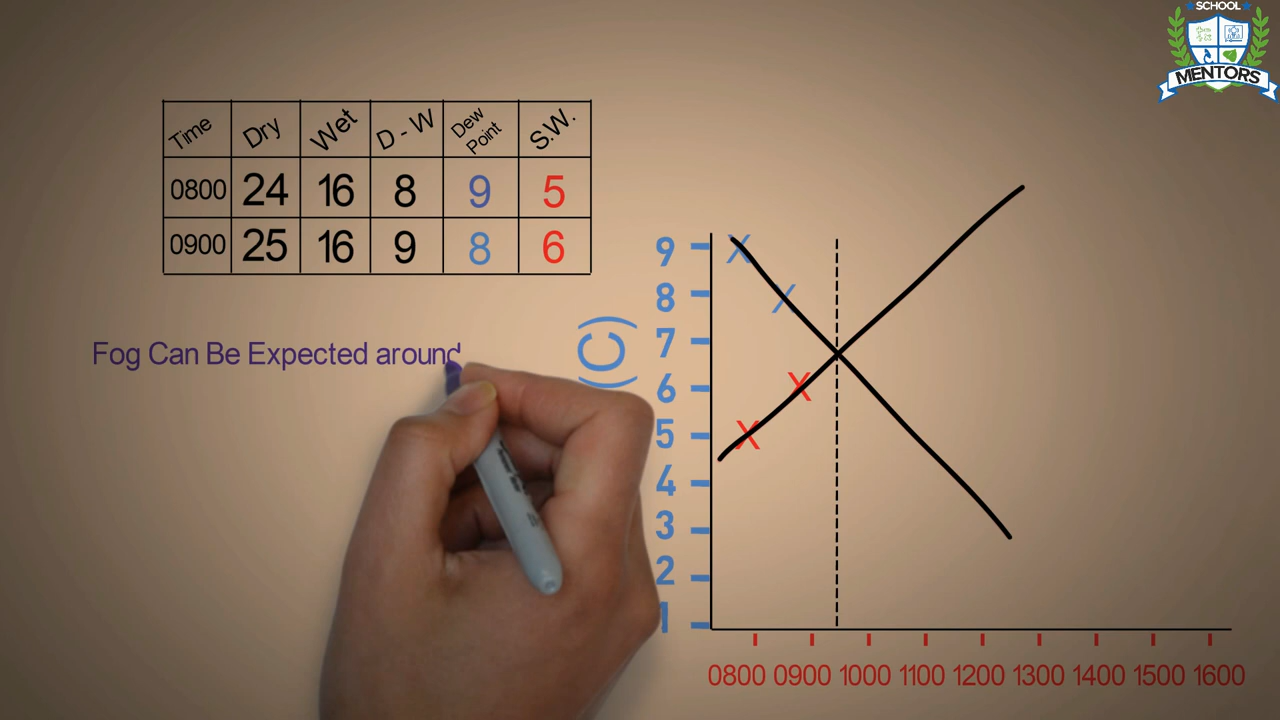 SCHOOL
MENTORS
Time Dry Wet D - W Dew Point S.W.
0800 24 16 8 9 5
0900 25 16 9 8 6
Fog Can Be Expected around
(C)
9
8
7
6
5
4
3
2
1
0800 0900 1000 1100 1200 1300 1400 1500 1600